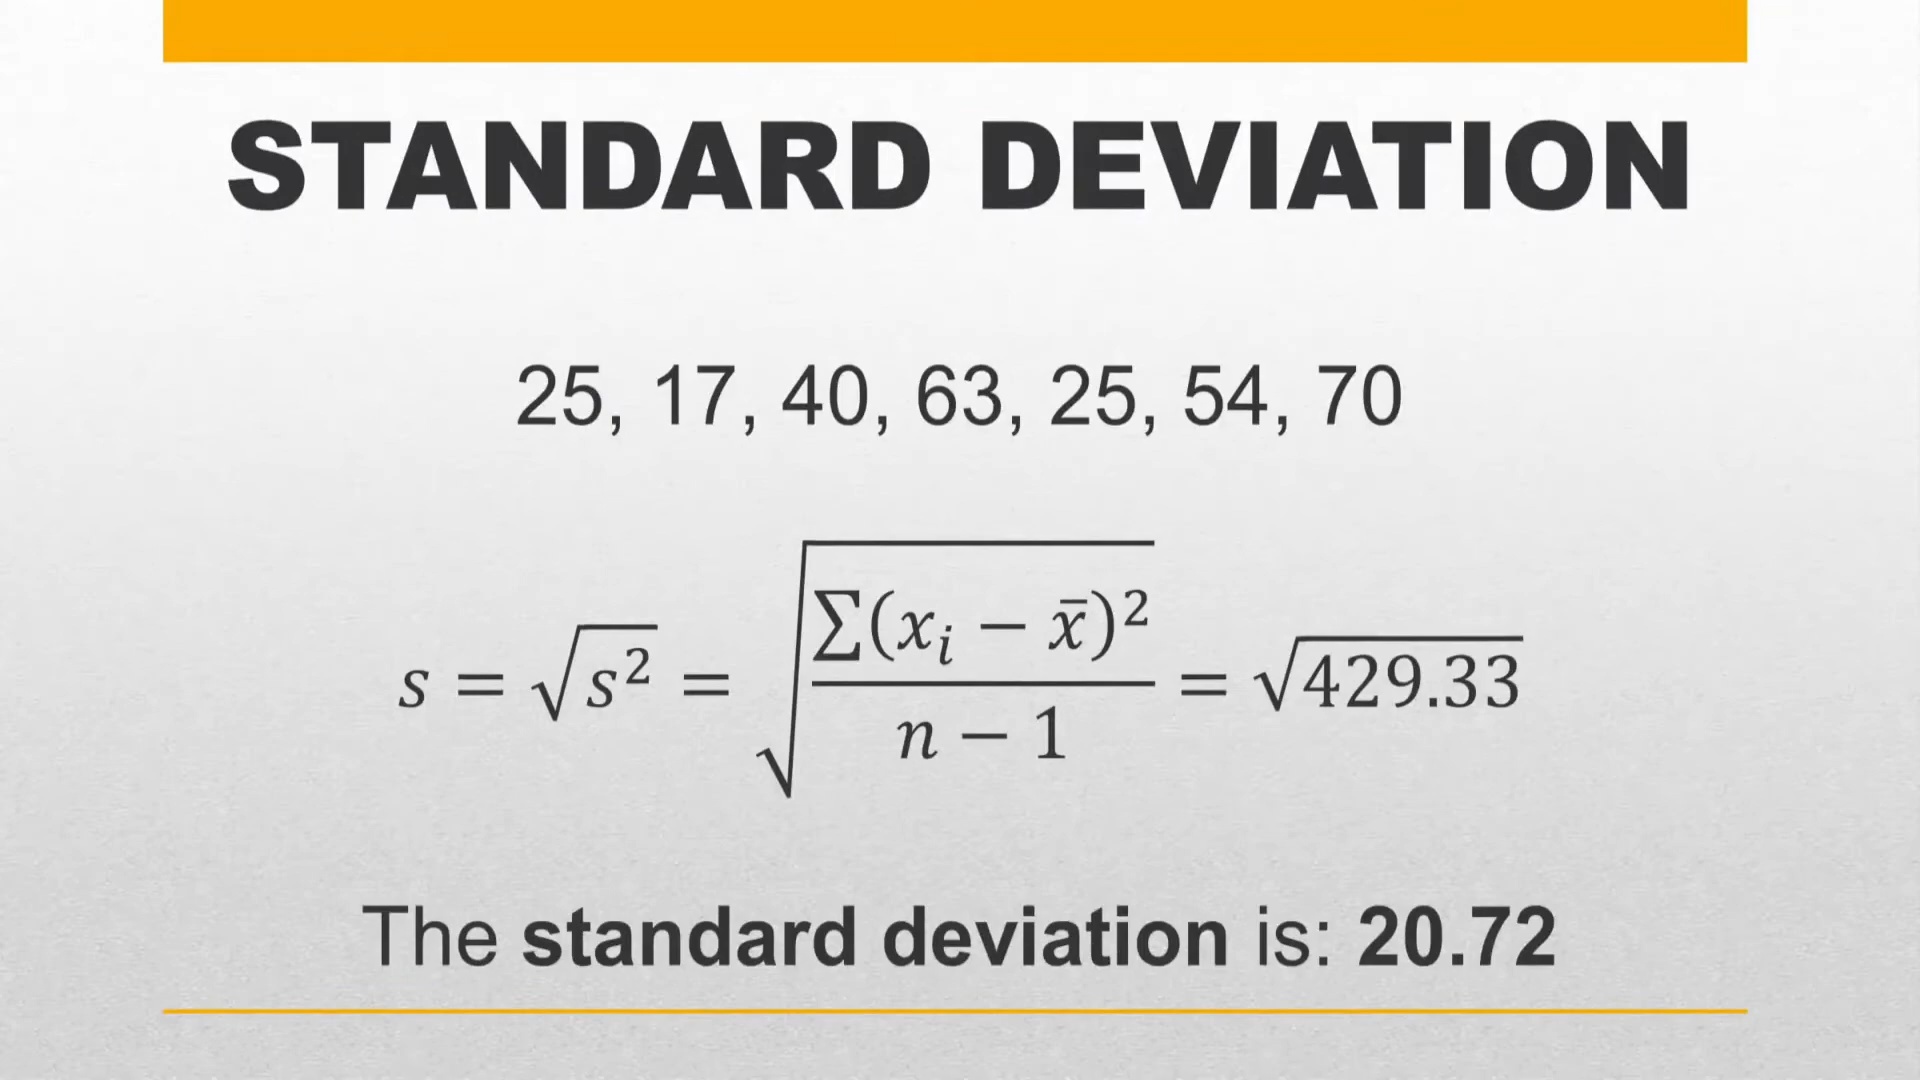 STANDARD DEVIATION
25, 17, 40, 63, 25, 54, 70
s = √s² = √(∑(xᵢ − x̄)² / (n − 1)) = √429.33
The standard deviation is: 20.72